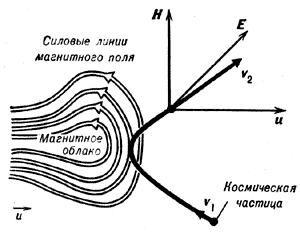 H
E
Силовые линии
магнитного поля
v₂
u
Магнитное
облако
v₁
Космическая
частица
u